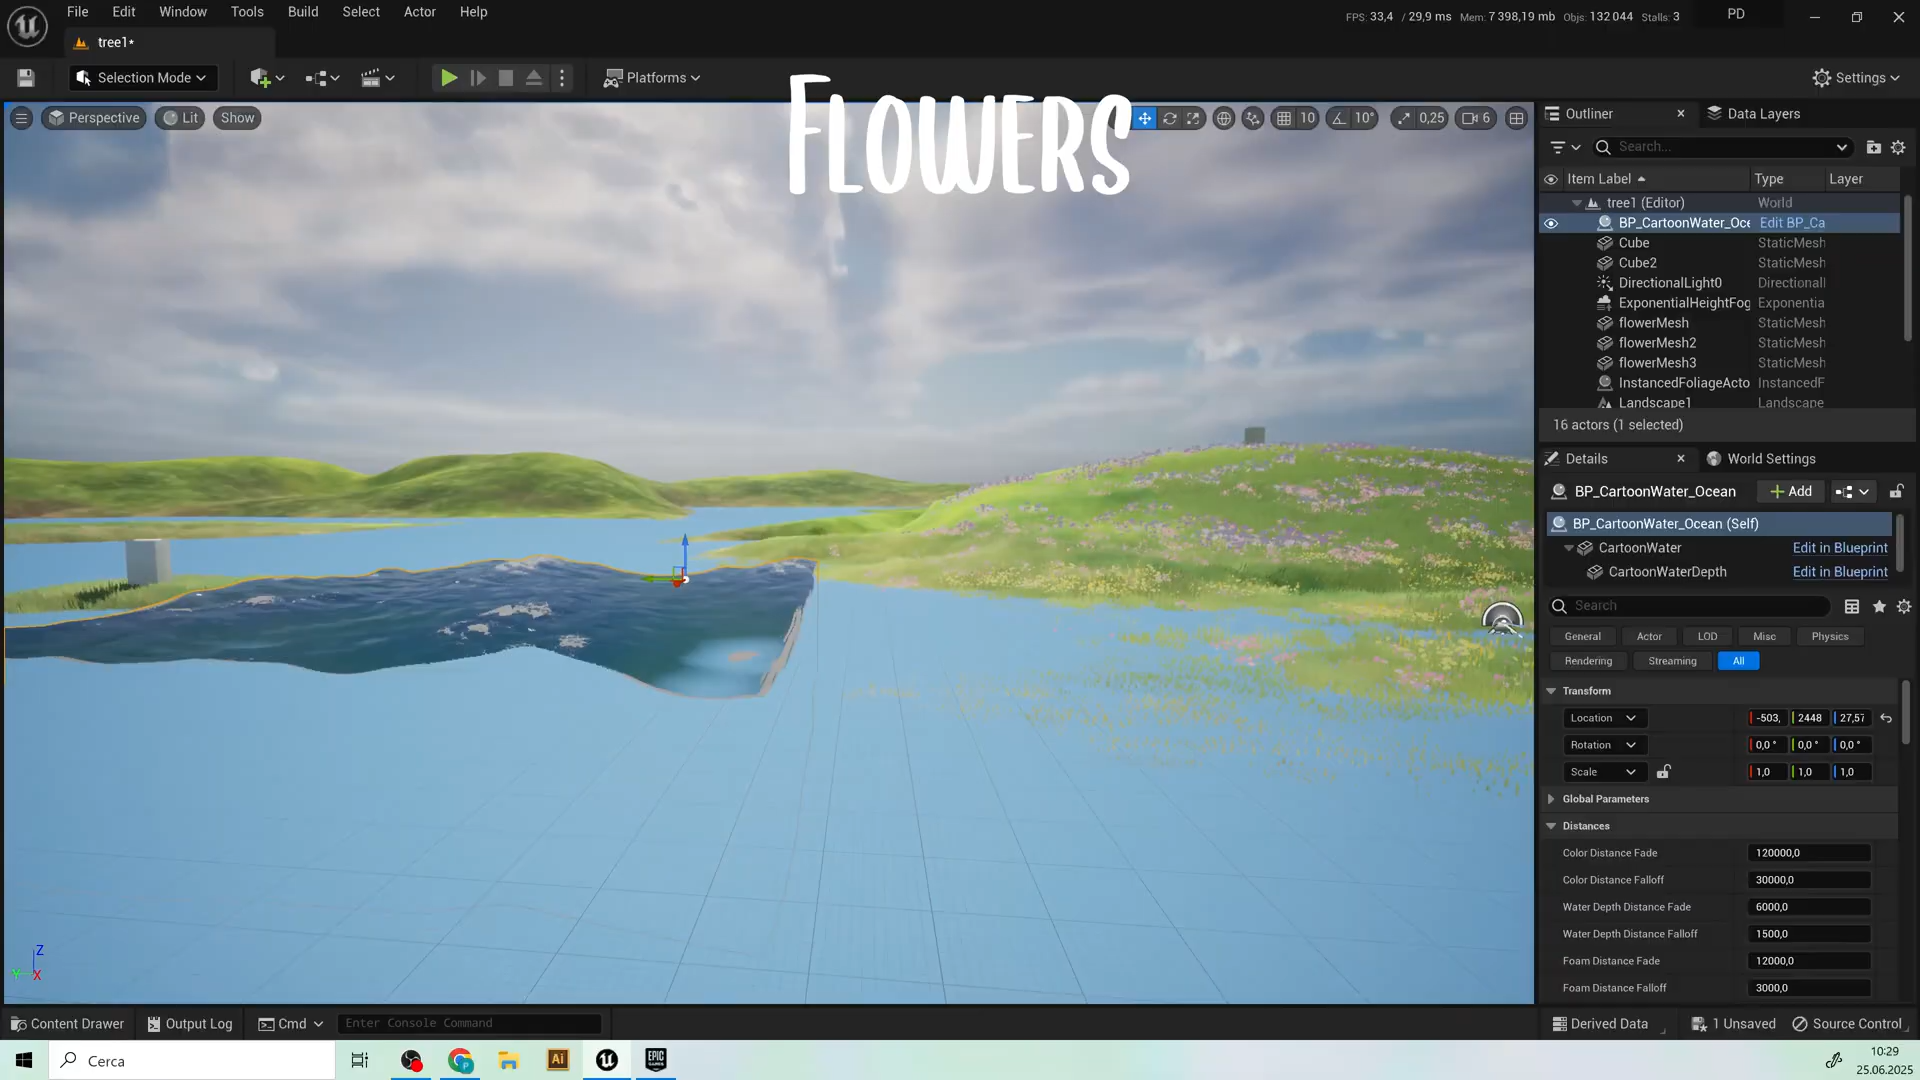 File Edit Window Tools Build Select Actor Help
FPS: 33,4 / 29,9 ms Mem: 7 398,19 mb Objs: 132 044 Stalls: 3
PD
tree1*
Selection Mode
Platforms
Settings
Perspective
Lit
Show
FLOWERS
10
10°
0,25
6
Outliner
Data Layers
Search...
Item Label Type Layer
tree1 (Editor) World
BP_CartoonWater_Oce Edit BP_Ca
Cube StaticMesh
Cube2 StaticMesh
DirectionalLight0 Directional
ExponentialHeightFog Exponentia
flowerMesh StaticMesh
flowerMesh2 StaticMesh
flowerMesh3 StaticMesh
InstancedFoliageActo InstancedF
Landscape1 Landscape
16 actors (1 selected)
Details
World Settings
BP_CartoonWater_Ocean
Add
BP_CartoonWater_Ocean (Self)
CartoonWater Edit in Blueprint
CartoonWaterDepth Edit in Blueprint
Search
General Actor LOD Misc Physics
Rendering Streaming All
Transform
Location -503, 2448 27,57
Rotation 0,0 ° 0,0 ° 0,0 °
Scale 1,0 1,0 1,0
Global Parameters
Distances
Color Distance Fade 120000,0
Color Distance Falloff 30000,0
Water Depth Distance Fade 6000,0
Water Depth Distance Falloff 1500,0
Foam Distance Fade 12000,0
Foam Distance Falloff 3000,0
Z
Y X
Content Drawer
Output Log
Cmd
Enter Console Command
Derived Data
1 Unsaved
Source Control
Cerca
Ai
EPIC
GAMES
10:29
25.06.2025